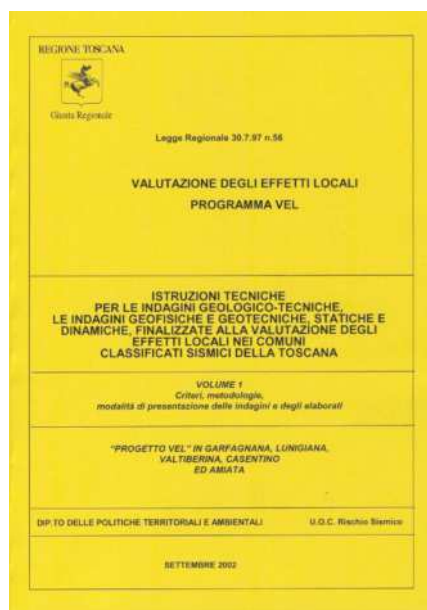 REGIONE TOSCANA
Giunta Regionale
Legge Regionale 30.7.97 n.56
VALUTAZIONE DEGLI EFFETTI LOCALI
PROGRAMMA VEL
ISTRUZIONI TECNICHE
PER LE INDAGINI GEOLOGICO-TECNICHE,
LE INDAGINI GEOFISICHE E GEOTECNICHE, STATICHE E
DINAMICHE, FINALIZZATE ALLA VALUTAZIONE DEGLI
EFFETTI LOCALI NEI COMUNI
CLASSIFICATI SISMICI DELLA TOSCANA
VOLUME 1
Criteri, metodologie,
modalità di presentazione delle indagini e degli elaborati
"PROGETTO VEL" IN GARFAGNANA, LUNIGIANA,
VALTIBERINA, CASENTINO
ED AMIATA
DIP.TO DELLE POLITICHE TERRITORIALI E AMBIENTALI U.O.C. Rischio Sismico
SETTEMBRE 2002